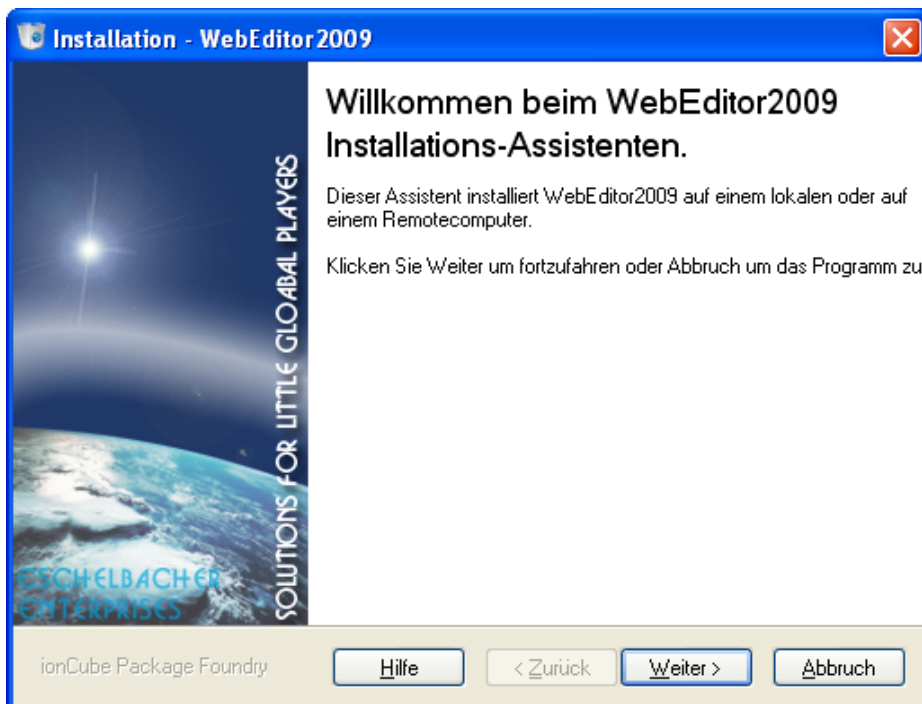 Installation - WebEditor2009
Willkommen beim WebEditor2009
Installations-Assistenten.
Dieser Assistent installiert WebEditor2009 auf einem lokalen oder auf
einem Remotecomputer.
Klicken Sie Weiter um fortzufahren oder Abbruch um das Programm zu
SOLUTIONS FOR LITTLE GLOABAL PLAYERS
ESCHELBACHER
ENTERPRISES
ionCube Package Foundry
Hilfe
< Zurück
Weiter >
Abbruch